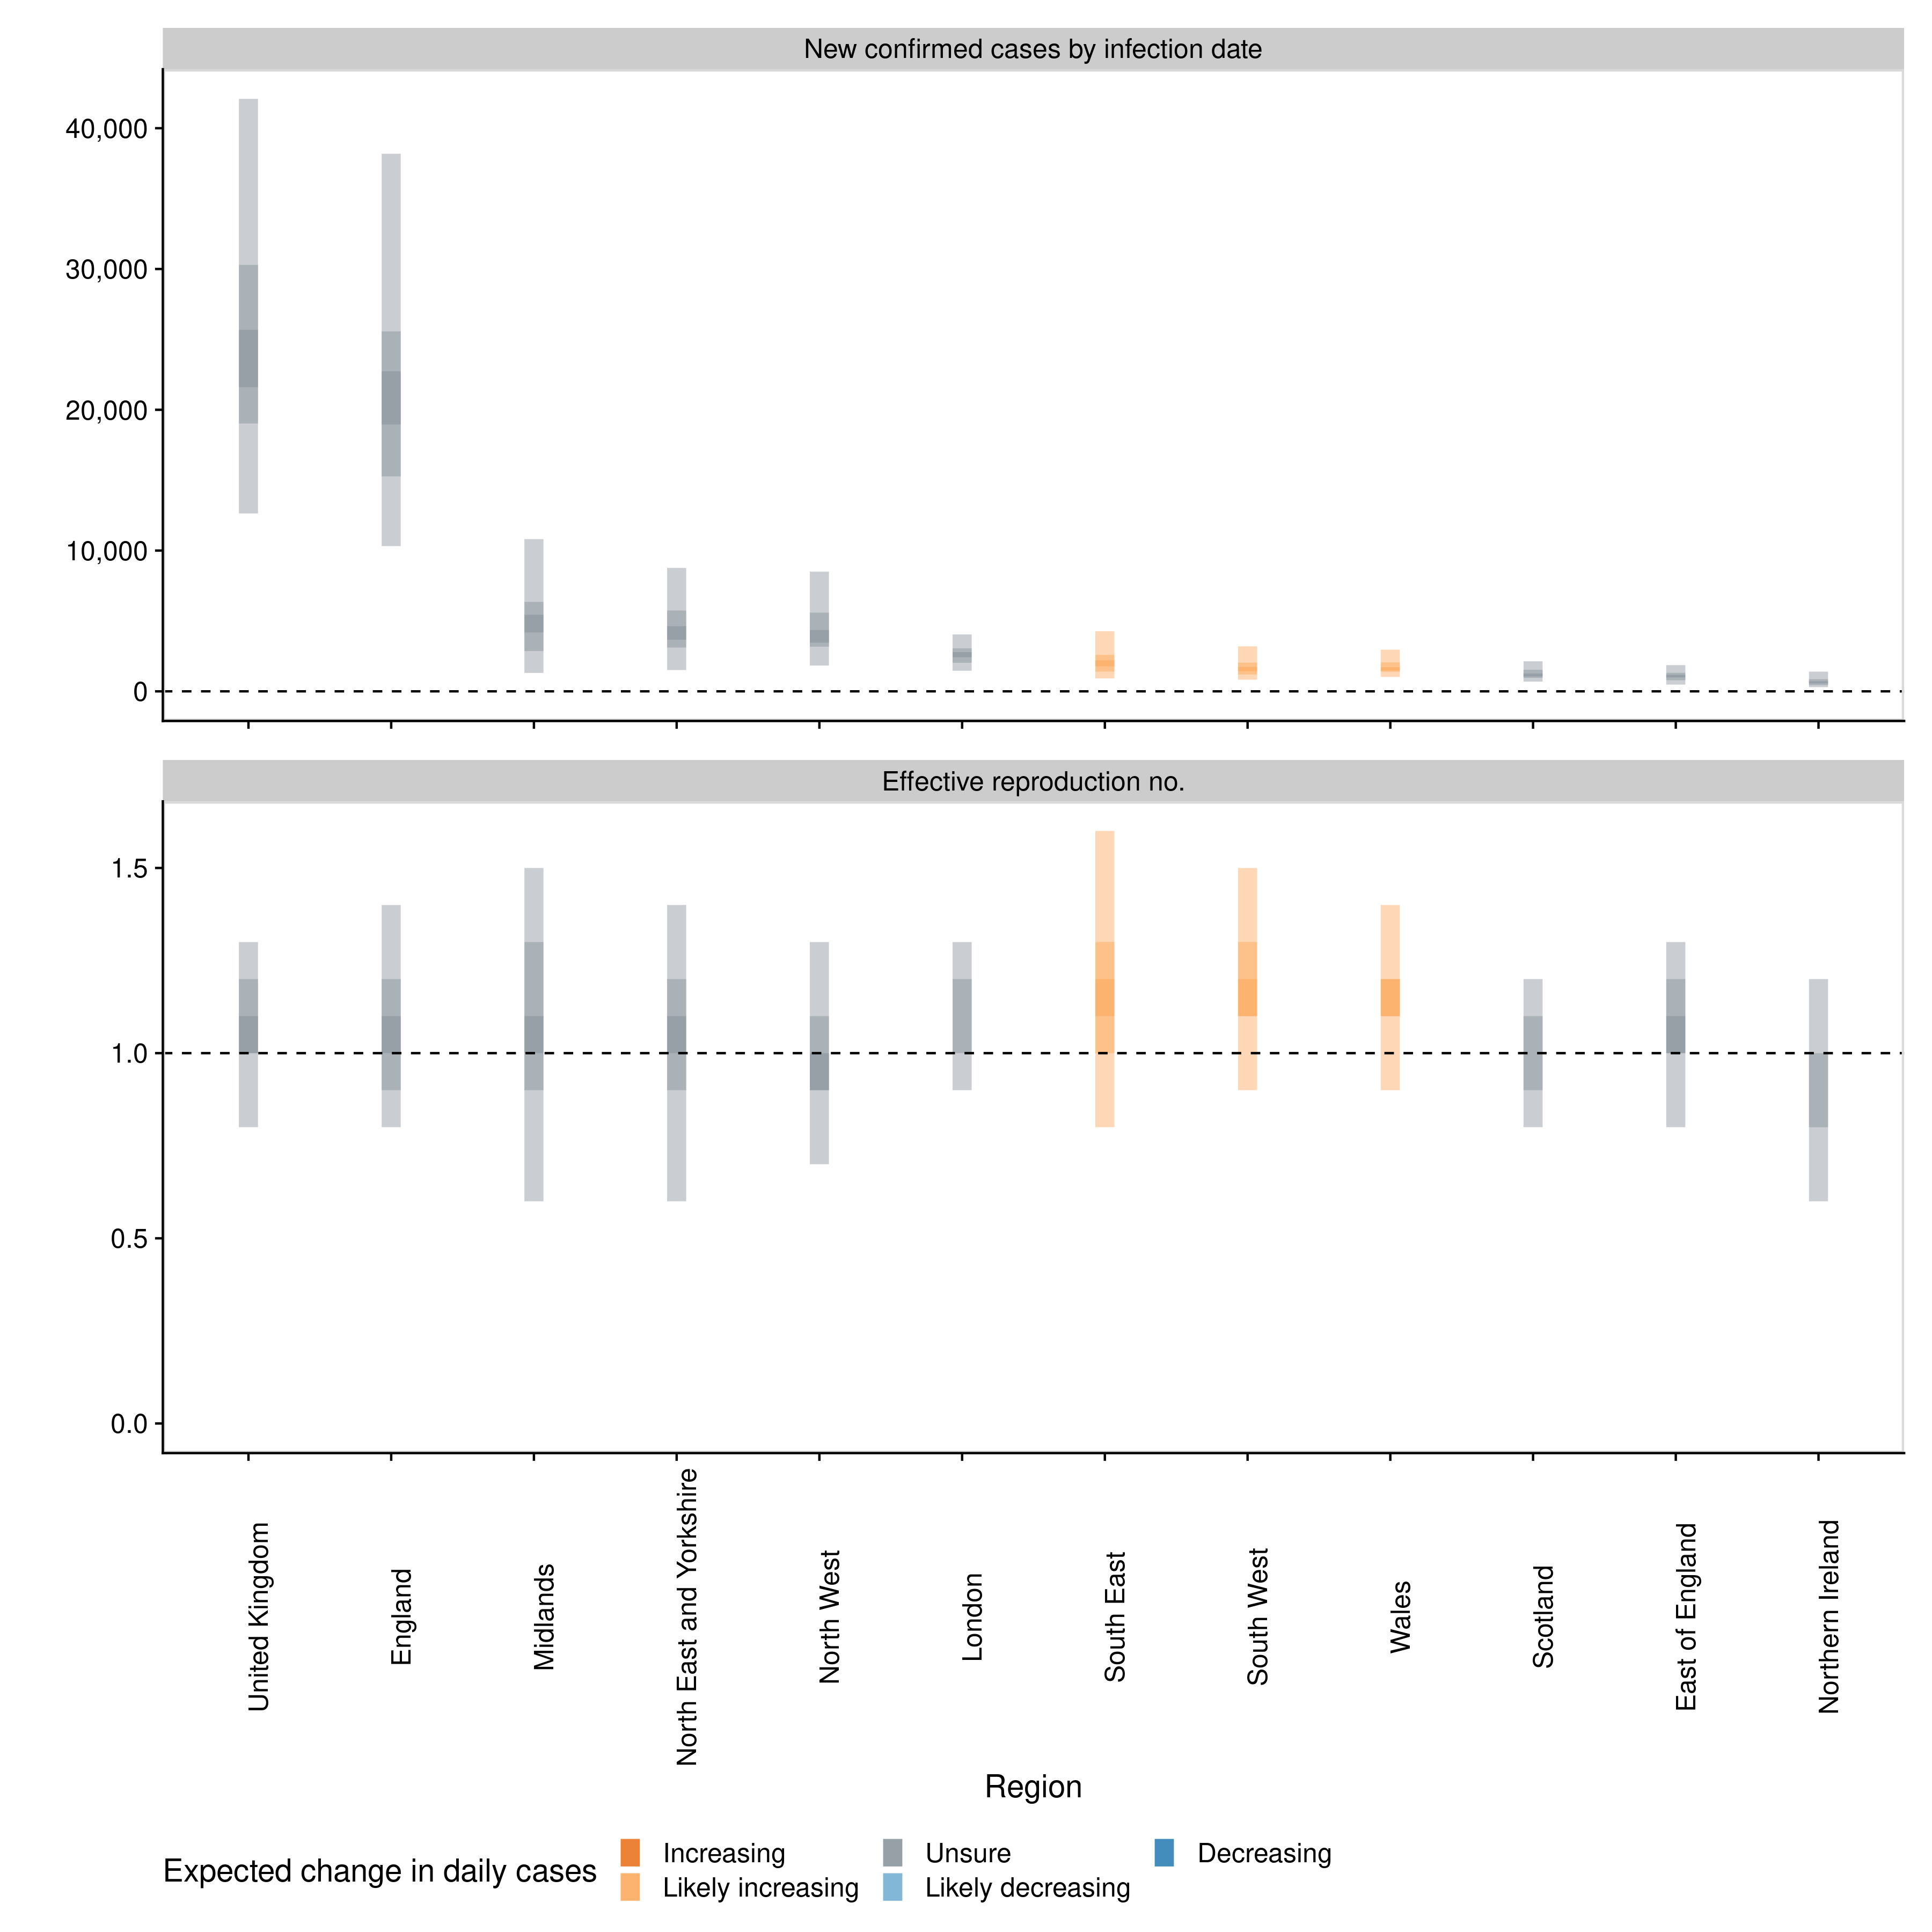 New confirmed cases by infection date
40,000
30,000
20,000
10,000
0
Effective reproduction no.
1.5
1.0
0.5
0.0
United Kingdom
England
Midlands
North East and Yorkshire
North West
London
South East
South West
Wales
Scotland
East of England
Northern Ireland
Region
Expected change in daily cases
Increasing
Likely increasing
Unsure
Likely decreasing
Decreasing